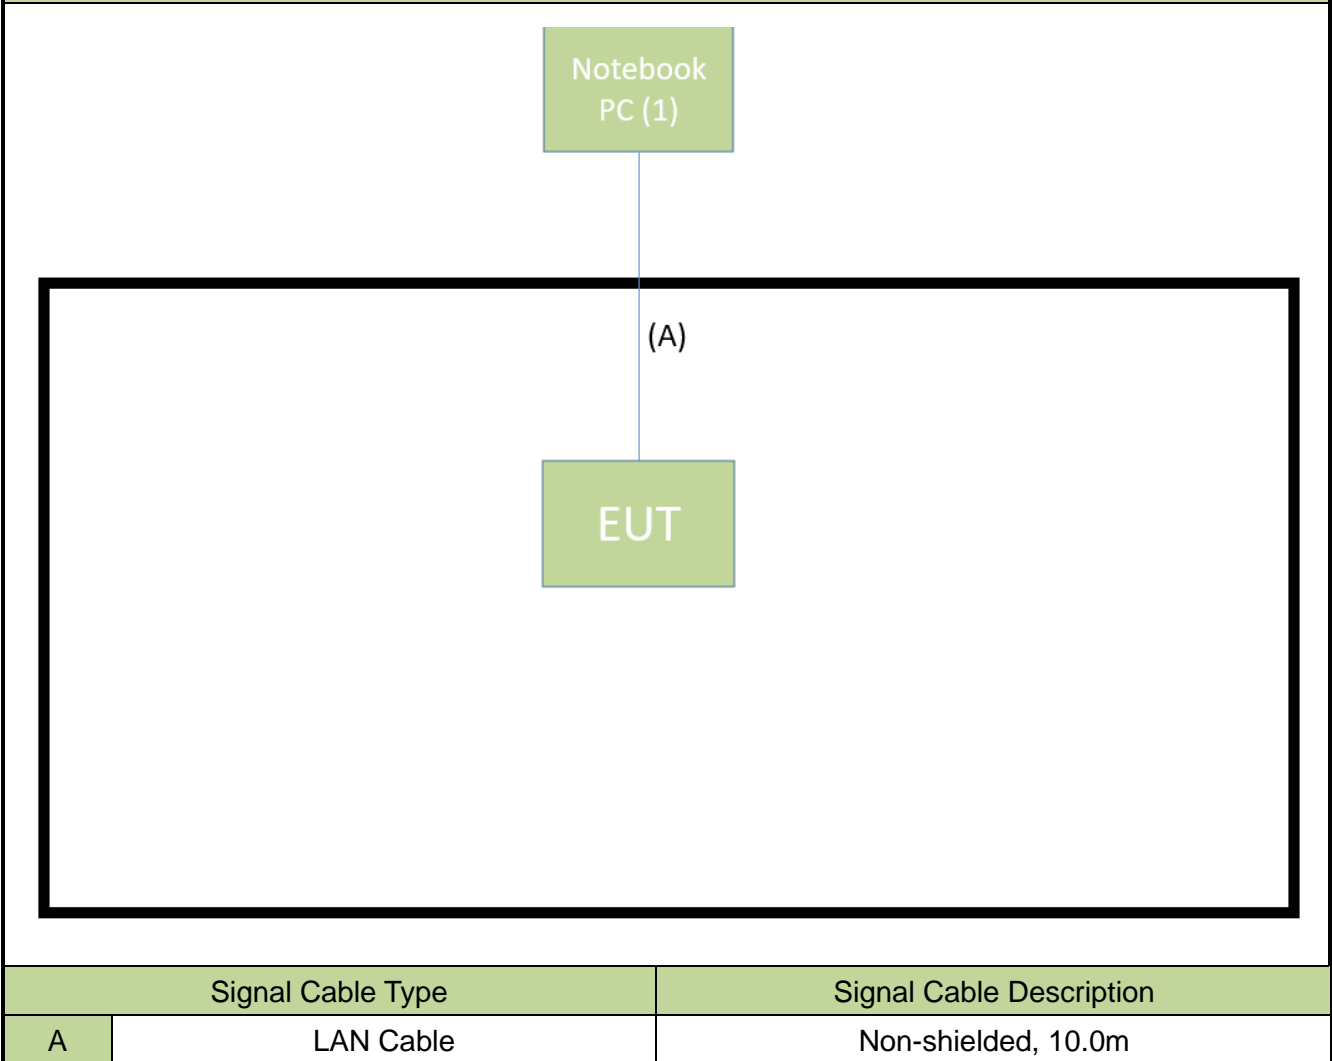 Notebook
PC (1)
(A)
EUT
Signal Cable Type Signal Cable Description
A LAN Cable Non-shielded, 10.0m